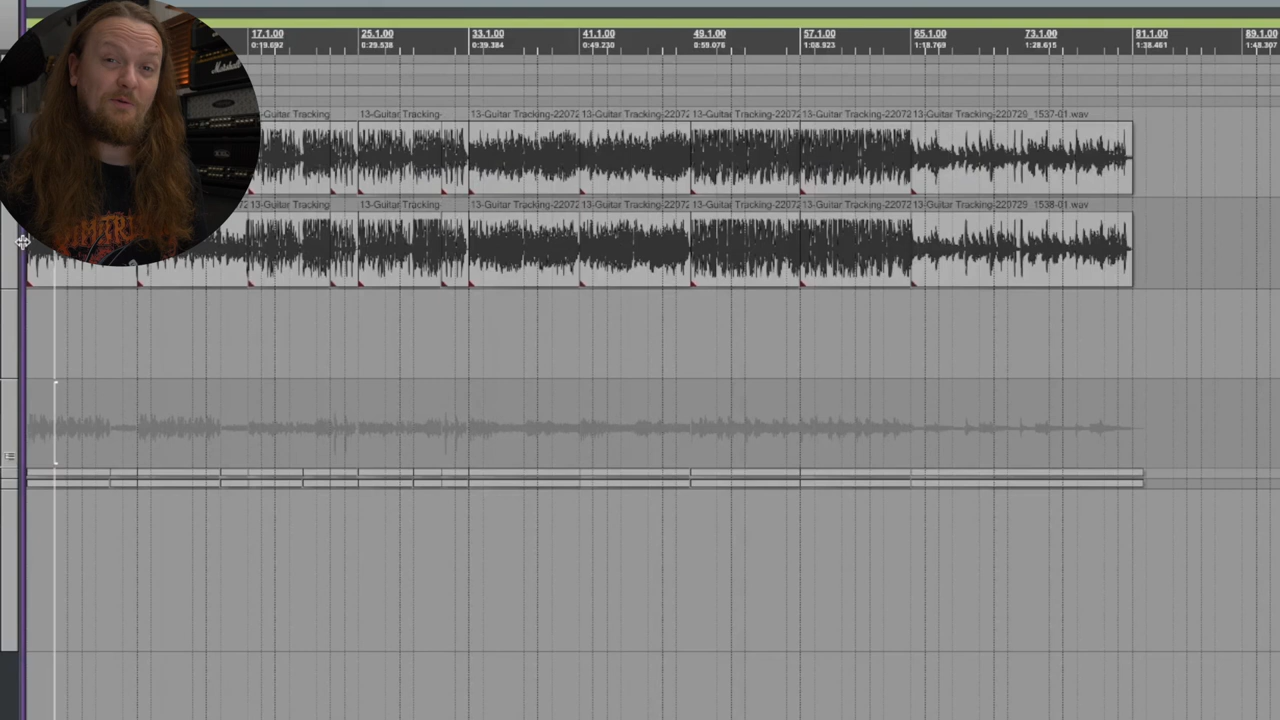 17.1.00 25.1.00 33.1.00 41.1.00 49.1.00 57.1.00 65.1.00 73.1.00 81.1.00 89.1.00
0:19.692 0:29.538 0:39.384 0:49.230 0:59.076 1:08.923 1:18.769 1:28.615 1:38.461 1:48.307
Marshall
-Guitar Tracking 13-Guitar Tracking- 13-Guitar Tracking-22072 13-Guitar Tracking-22072 13-Guitar Tracking-22072 13-Guitar Tracking-22072 13-Guitar Tracking-220729_1537-01.wav
13-Guitar Tracking 13-Guitar Tracking- 13-Guitar Tracking-22072 13-Guitar Tracking-22072 13-Guitar Tracking-22072 13-Guitar Tracking-22072 13-Guitar Tracking-220729_1538-01.wav